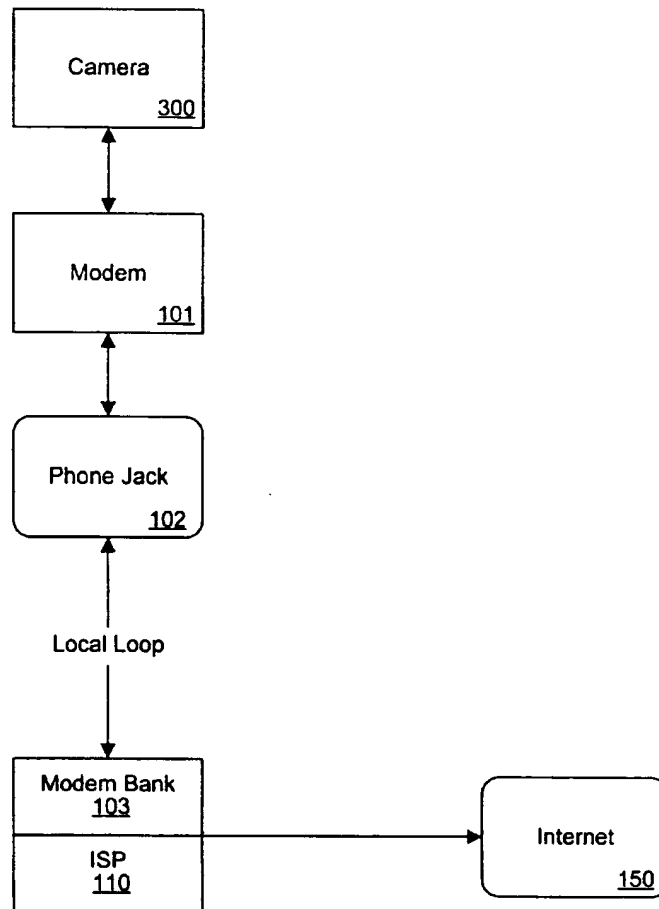 Camera
300
Modem
101
Phone Jack
102
Local Loop
Modem Bank
103
ISP
110
Internet
150